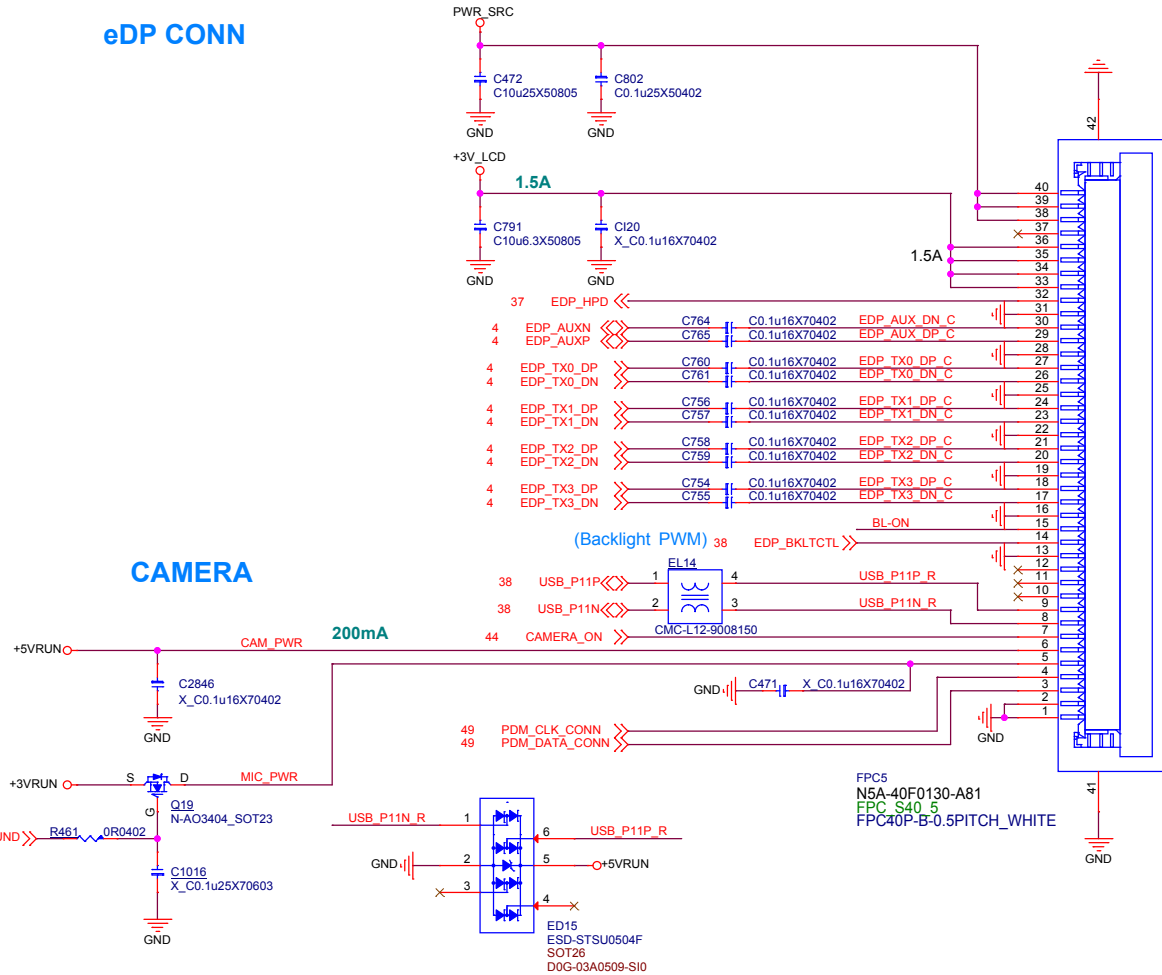 eDP CONN
PWR_SRC
C472
C10u25X50805
C802
C0.1u25X50402
GND
GND
42
+3V_LCD
1.5A
C791
C10u6.3X50805
CI20
X_C0.1u16X70402
GND
GND
1.5A
40
39
38
37
36
35
34
33
32
31
30
29
28
27
26
25
24
23
22
21
20
19
18
17
16
15
14
13
12
11
10
9
8
7
6
5
4
3
2
1
37 EDP_HPD
4 EDP_AUXN C764 C0.1u16X70402 EDP_AUX_DN_C
4 EDP_AUXP C765 C0.1u16X70402 EDP_AUX_DP_C
4 EDP_TX0_DP C760 C0.1u16X70402 EDP_TX0_DP_C
4 EDP_TX0_DN C761 C0.1u16X70402 EDP_TX0_DN_C
4 EDP_TX1_DP C756 C0.1u16X70402 EDP_TX1_DP_C
4 EDP_TX1_DN C757 C0.1u16X70402 EDP_TX1_DN_C
4 EDP_TX2_DP C758 C0.1u16X70402 EDP_TX2_DP_C
4 EDP_TX2_DN C759 C0.1u16X70402 EDP_TX2_DN_C
4 EDP_TX3_DP C754 C0.1u16X70402 EDP_TX3_DP_C
4 EDP_TX3_DN C755 C0.1u16X70402 EDP_TX3_DN_C
BL-ON
(Backlight PWM) 38 EDP_BKLTCTL
CAMERA
EL14
38 USB_P11P 1 4 USB_P11P_R
38 USB_P11N 2 3 USB_P11N_R
CMC-L12-9008150
44 CAMERA_ON
200mA
+5VRUN CAM_PWR
C2846
X_C0.1u16X70402
GND
GND C471 X_C0.1u16X70402
49 PDM_CLK_CONN
49 PDM_DATA_CONN
GND
+3VRUN S D MIC_PWR
G
Q19
N-AO3404_SOT23
UND R461 0R0402
C1016
X_C0.1u25X70603
GND
USB_P11N_R 1
6 USB_P11P_R
GND 2 5 +5VRUN
3
4
ED15
ESD-STSU0504F
SOT26
D0G-03A0509-SI0
FPC5
N5A-40F0130-A81
FPC_S40_5
FPC40P-B-0.5PITCH_WHITE
41
GND